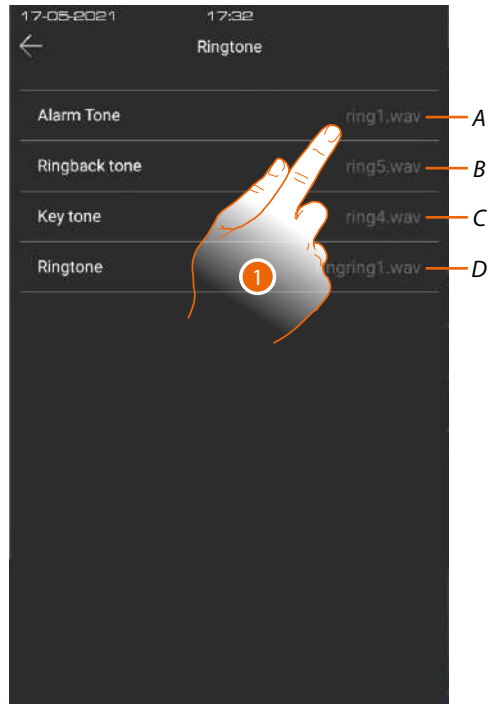 17-05-2021 17:32
Ringtone
Alarm Tone ring1.wav A
Ringback tone ring5.wav B
Key tone ring4.wav C
Ringtone ngring1.wav D
1